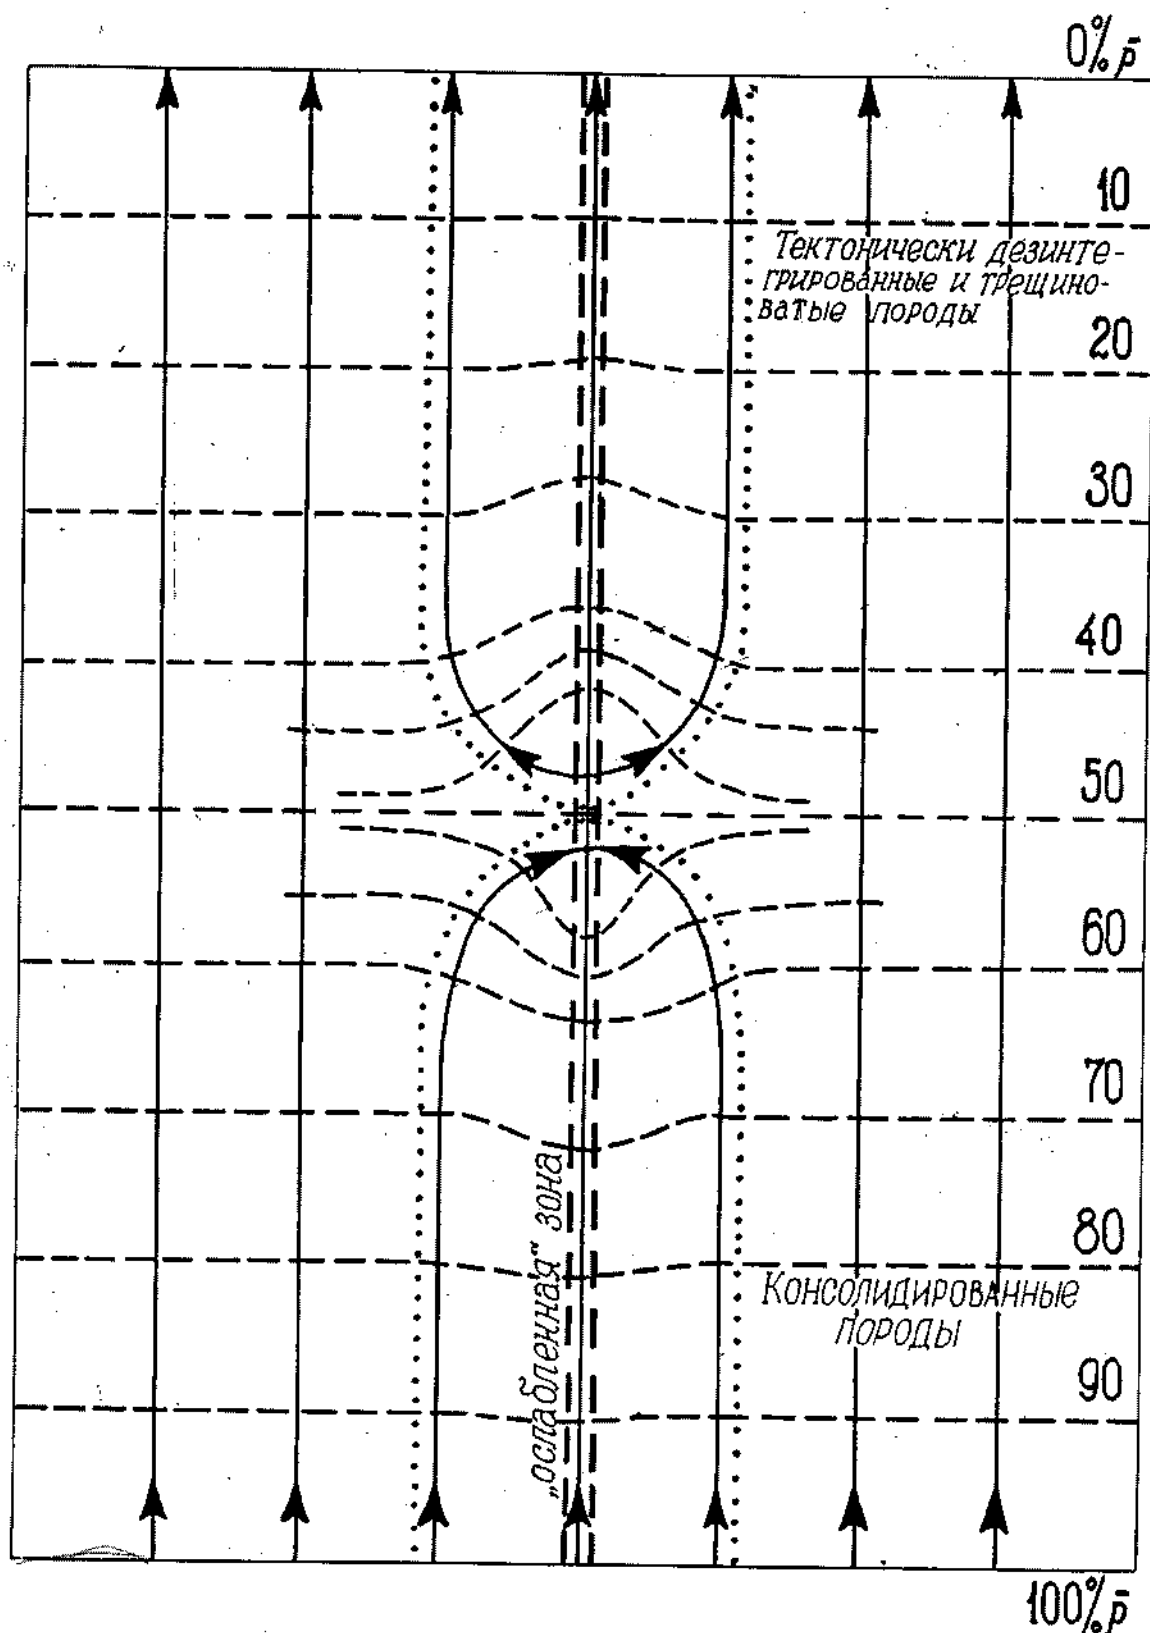 0% p̄
10
Тектонически дезинте-
грированные и трещино-
ватые породы
20
30
40
50
60
70
„ослабленная“ зона
80
Консолидированные
породы
90
100% p̄